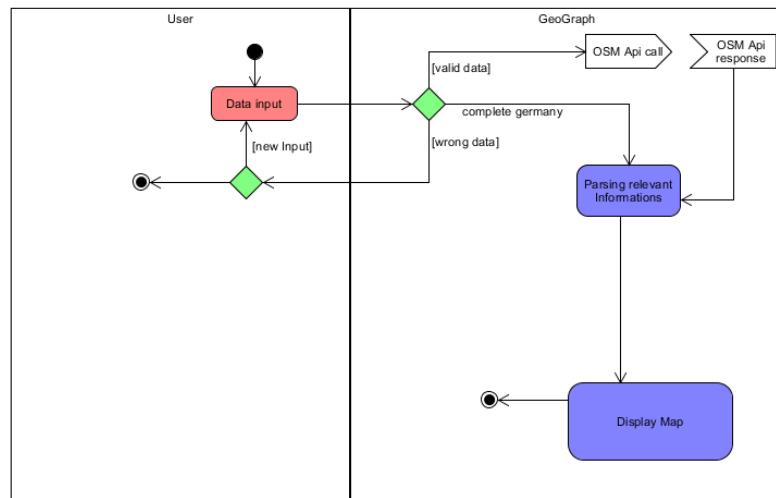 User
GeoGraph
OSM Api call
OSM Api
response
[valid data]
Data input
complete germany
[new Input]
[wrong data]
Parsing relevant
Informations
Display Map